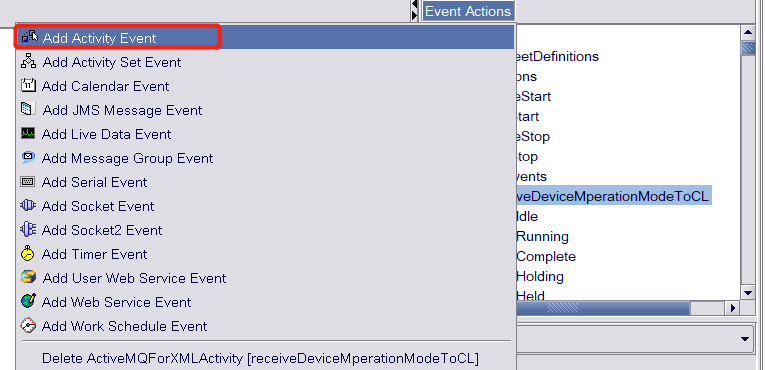 Event Actions
Add Activity Event
Add Activity Set Event
Add Calendar Event
Add JMS Message Event
Add Live Data Event
Add Message Group Event
Add Serial Event
Add Socket Event
Add Socket2 Event
Add Timer Event
Add User Web Service Event
Add Web Service Event
Add Work Schedule Event
Delete ActiveMQForXMLActivity [receiveDeviceMperationModeToCL]
eetDefinitions
ons
eStart
tart
eStop
top
vents
veDeviceMperationModeToCL
Idle
Running
Complete
Holding
Held